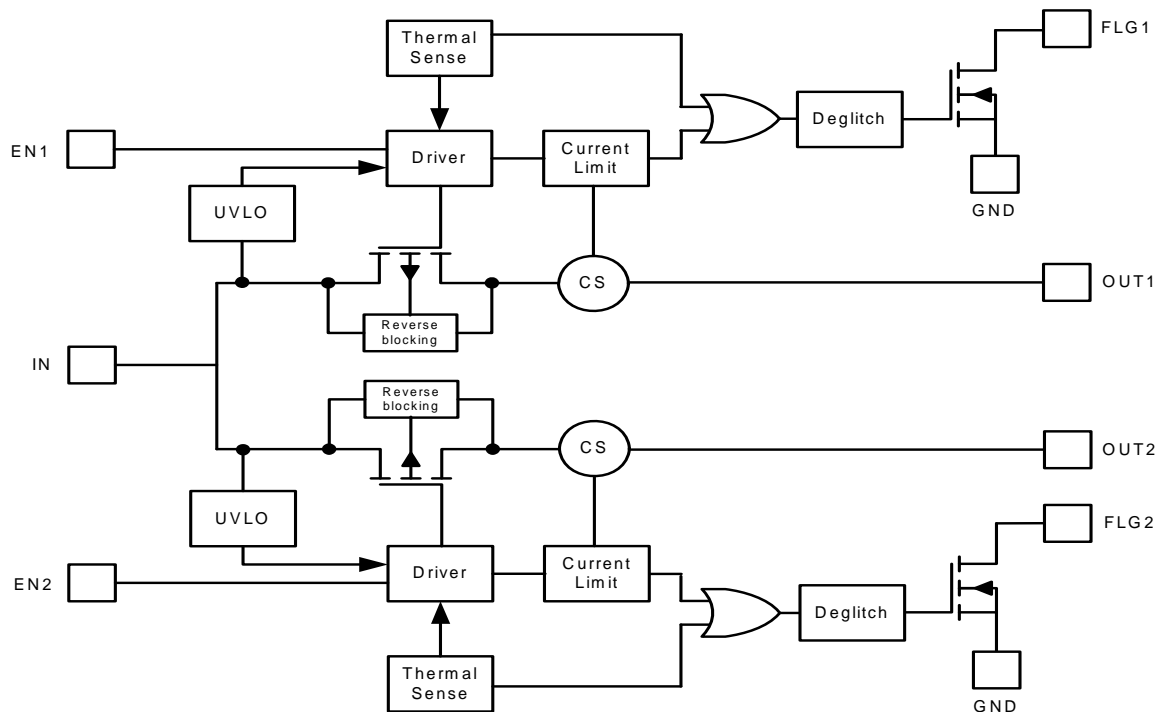 Thermal
Sense
FLG1
EN1
Driver
Current
Limit
Deglitch
GND
UVLO
CS
OUT1
Reverse
blocking
IN
Reverse
blocking
CS
OUT2
UVLO
FLG2
EN2
Driver
Current
Limit
Deglitch
Thermal
Sense
GND